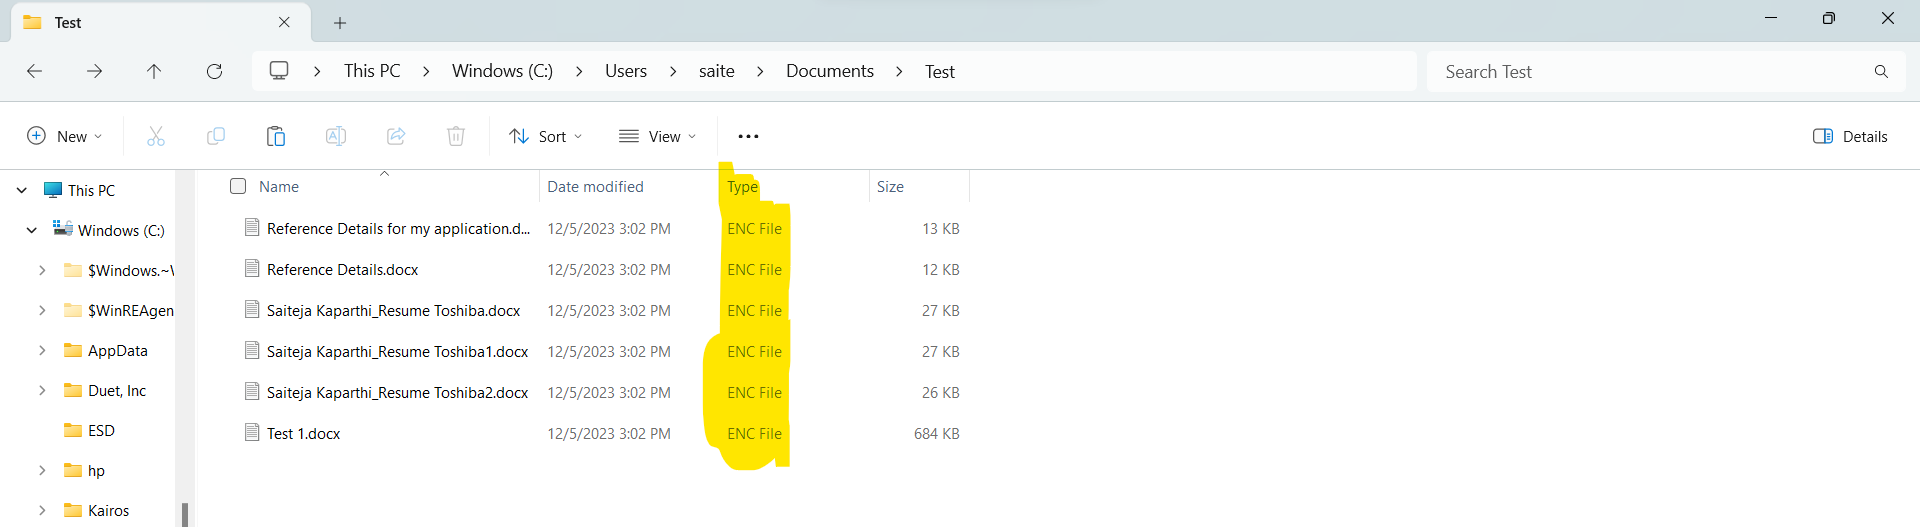 Test
This PC > Windows (C:) > Users > saite > Documents > Test
Search Test
New
Sort
View
Details
This PC
Windows (C:)
$Windows.~
$WinREAgen
AppData
Duet, Inc
ESD
hp
Kairos
Name Date modified Type Size
Reference Details for my application.d... 12/5/2023 3:02 PM ENC File 13 KB
Reference Details.docx 12/5/2023 3:02 PM ENC File 12 KB
Saiteja Kaparthi_Resume Toshiba.docx 12/5/2023 3:02 PM ENC File 27 KB
Saiteja Kaparthi_Resume Toshiba1.docx 12/5/2023 3:02 PM ENC File 27 KB
Saiteja Kaparthi_Resume Toshiba2.docx 12/5/2023 3:02 PM ENC File 26 KB
Test 1.docx 12/5/2023 3:02 PM ENC File 684 KB